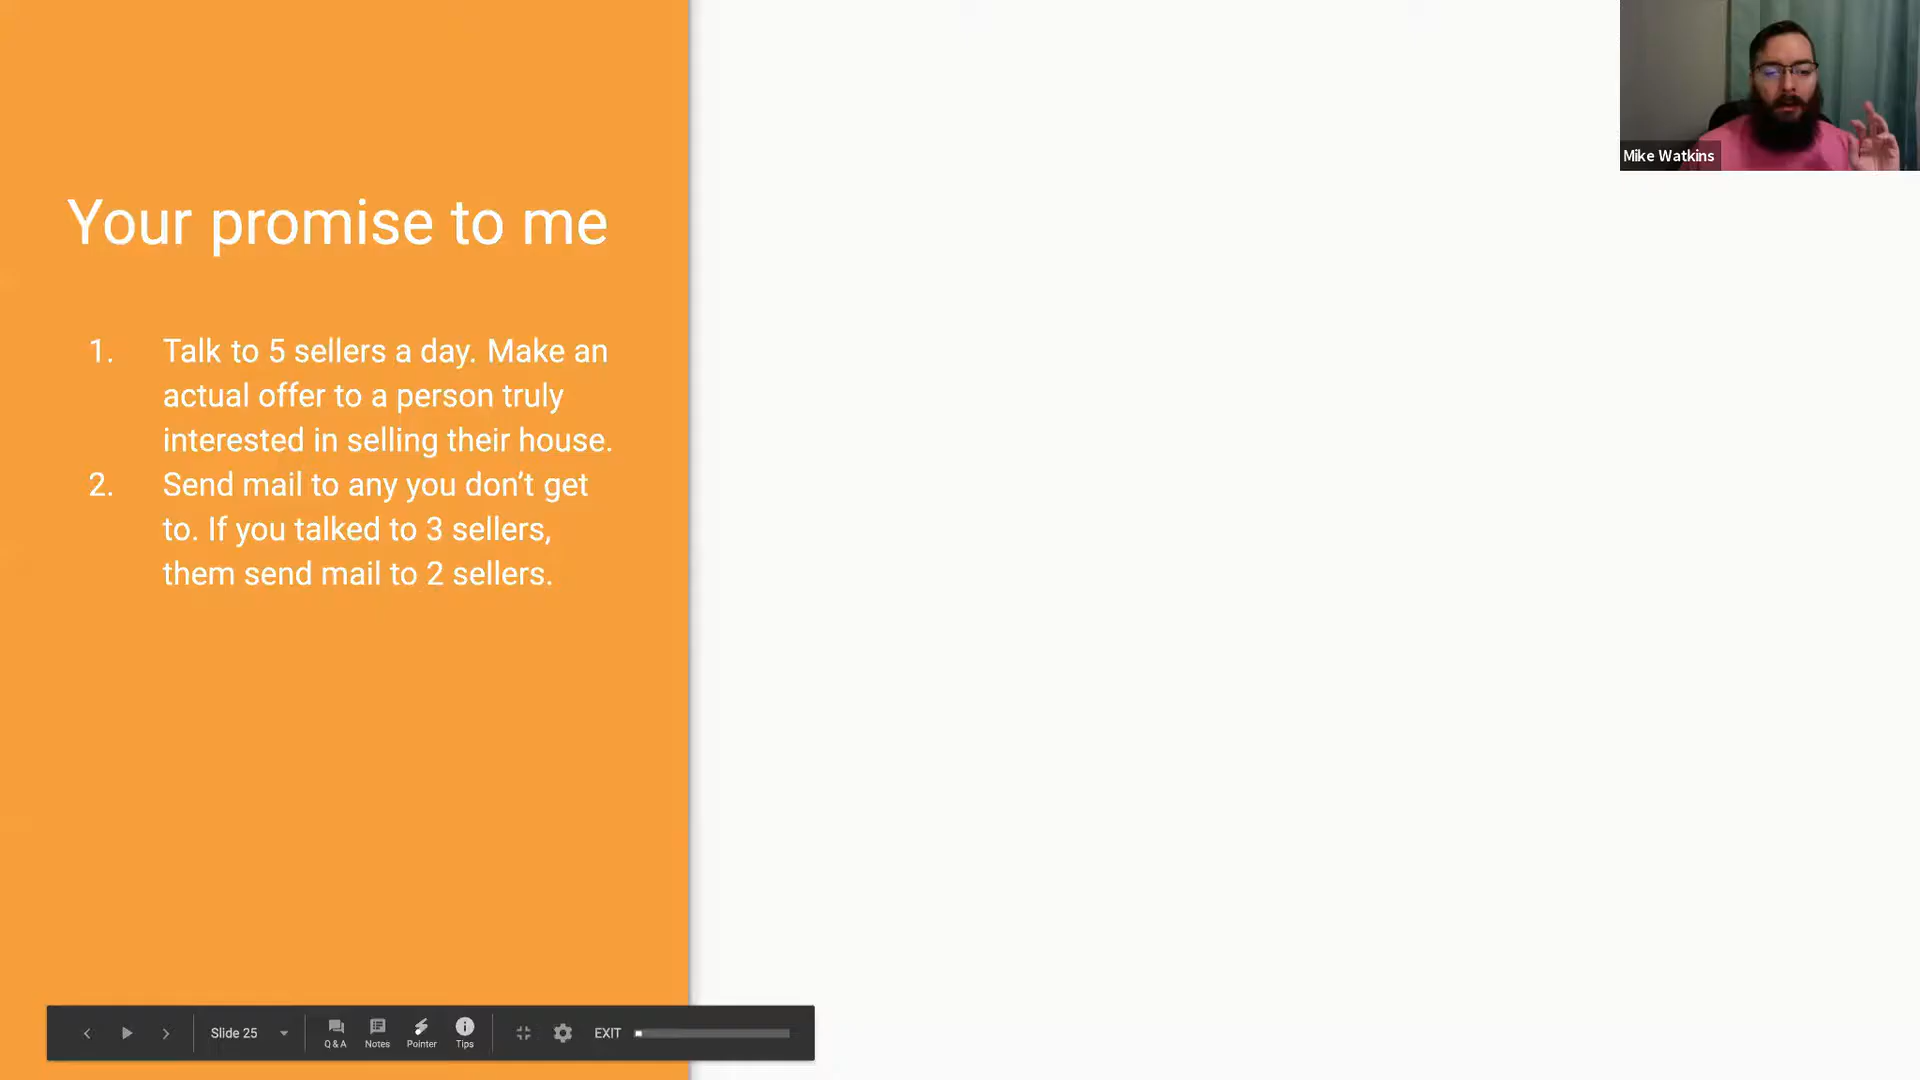 Your promise to me
1. Talk to 5 sellers a day. Make an
actual offer to a person truly
interested in selling their house.
2. Send mail to any you don’t get
to. If you talked to 3 sellers,
them send mail to 2 sellers.
Mike Watkins
Slide 25
Q & A
Notes
Pointer
Tips
EXIT